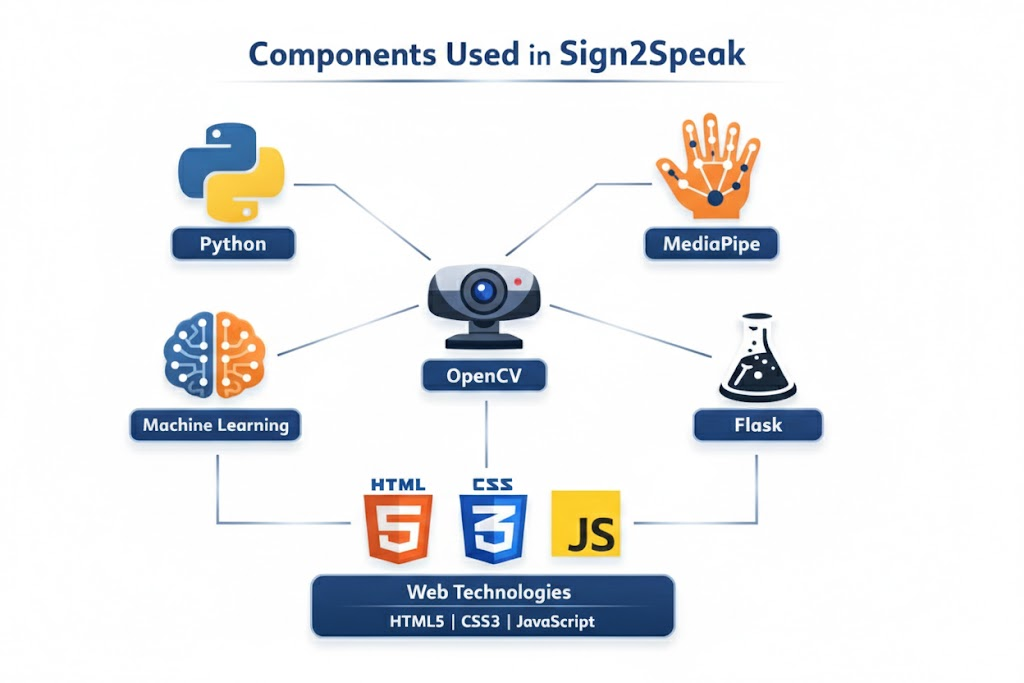 Components Used in Sign2Speak
Python
MediaPipe
OpenCV
Machine Learning
Flask
HTML
5
CSS
3
JS
Web Technologies
HTML5 | CSS3 | JavaScript